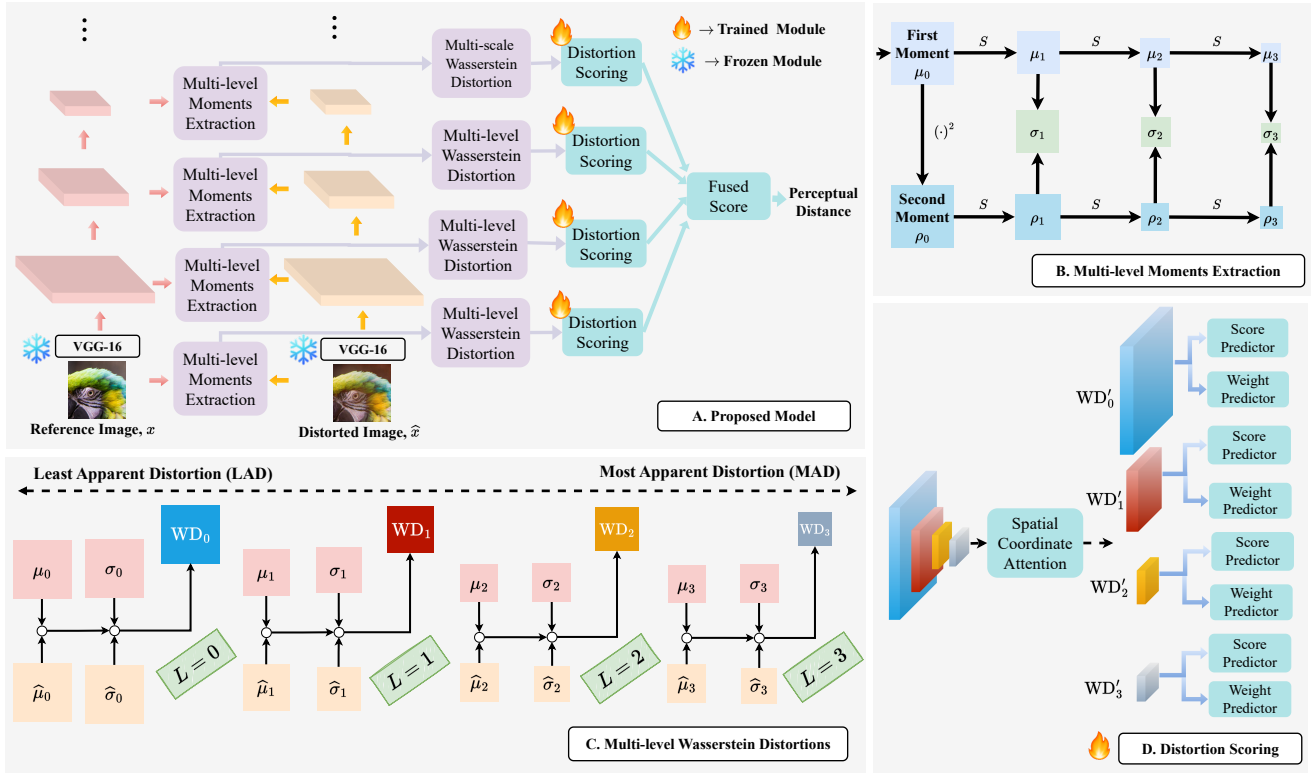 Multi-level
Moments
Extraction
Multi-level
Moments
Extraction
Multi-level
Moments
Extraction
Multi-level
Moments
Extraction
Multi-scale
Wasserstein
Distortion
Multi-level
Wasserstein
Distortion
Multi-level
Wasserstein
Distortion
Multi-level
Wasserstein
Distortion
Distortion
Scoring
Distortion
Scoring
Distortion
Scoring
Distortion
Scoring
→ Trained Module
→ Frozen Module
Fused
Score
Perceptual
Distance
VGG-16
VGG-16
Reference Image, x
Distorted Image, x̂
A. Proposed Model
First
Moment
μ₀
S
μ₁
S
μ₂
S
μ₃
(·)²
σ₁
σ₂
σ₃
Second
Moment
ρ₀
S
ρ₁
S
ρ₂
S
ρ₃
B. Multi-level Moments Extraction
Least Apparent Distortion (LAD)
Most Apparent Distortion (MAD)
WD₀
μ₀
σ₀
μ̂₀
σ̂₀
L = 0
WD₁
μ₁
σ₁
μ̂₁
σ̂₁
L = 1
WD₂
μ₂
σ₂
μ̂₂
σ̂₂
L = 2
WD₃
μ₃
σ₃
μ̂₃
σ̂₃
L = 3
C. Multi-level Wasserstein Distortions
Spatial
Coordinate
Attention
WD′₀
Score
Predictor
Weight
Predictor
WD′₁
Score
Predictor
Weight
Predictor
WD′₂
Score
Predictor
Weight
Predictor
WD′₃
Score
Predictor
Weight
Predictor
D. Distortion Scoring